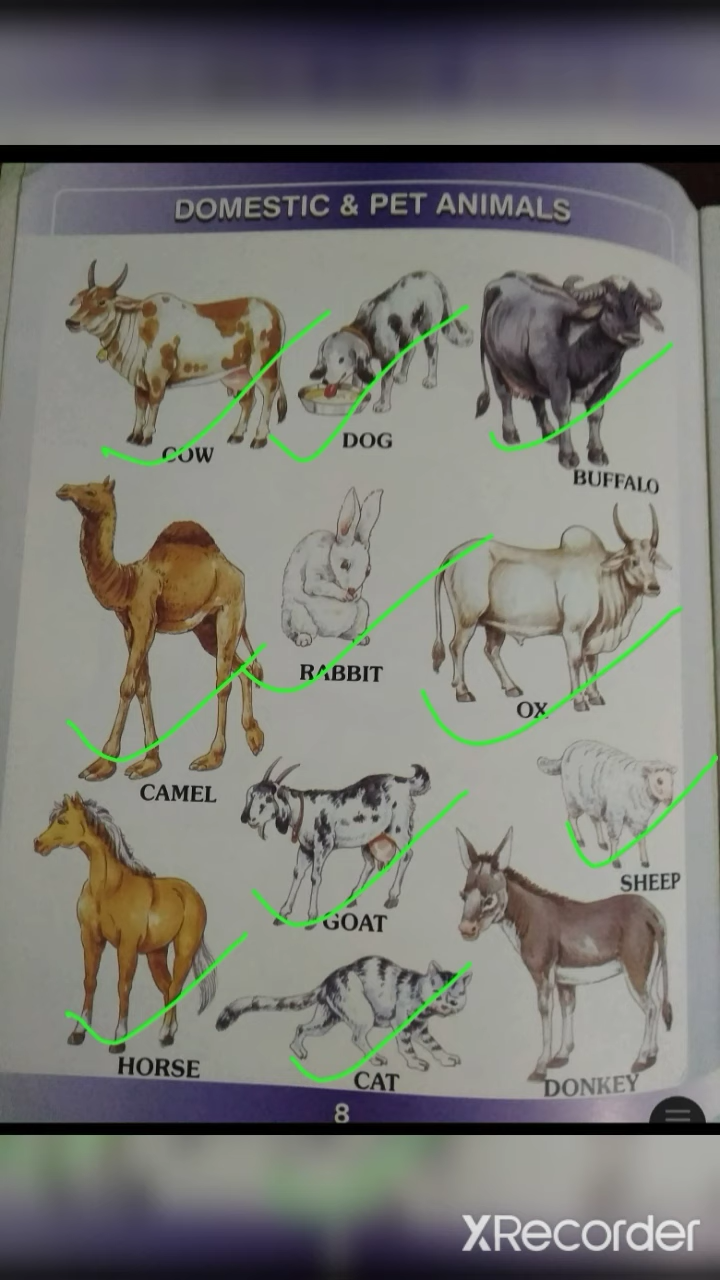 DOMESTIC & PET ANIMALS
COW
DOG
BUFFALO
CAMEL
RABBIT
OX
HORSE
GOAT
SHEEP
CAT
DONKEY
8
XRecorder